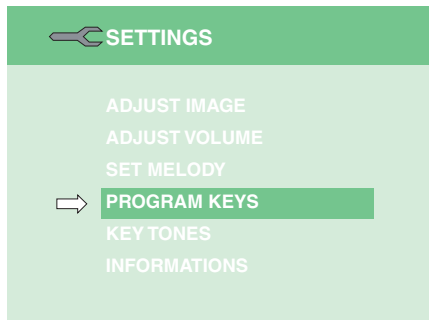 SETTINGS
ADJUST IMAGE
ADJUST VOLUME
SET MELODY
PROGRAM KEYS
KEY TONES
INFORMATIONS